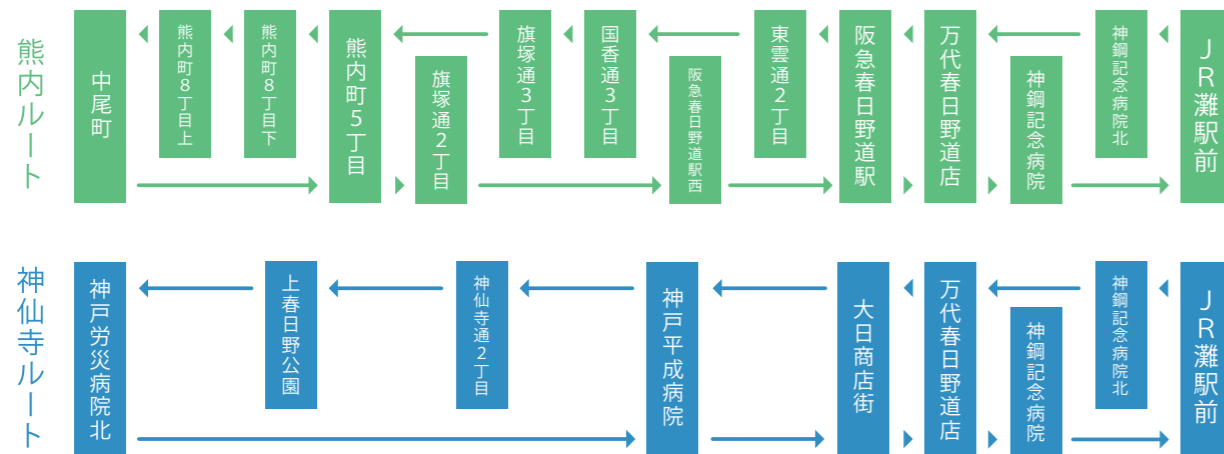 熊内ルート
中尾町
熊内町8丁目上
熊内町8丁目下
熊内町5丁目
旗塚通2丁目
旗塚通3丁目
国香通3丁目
阪急春日野道駅西
東雲通2丁目
阪急春日野道駅
万代春日野道店
神鋼記念病院
神鋼記念病院北
JR灘駅前
神仙寺ルート
神戸労災病院北
上春日野公園
神仙寺通2丁目
神戸平成病院
大日商店街
万代春日野道店
神鋼記念病院
神鋼記念病院北
JR灘駅前